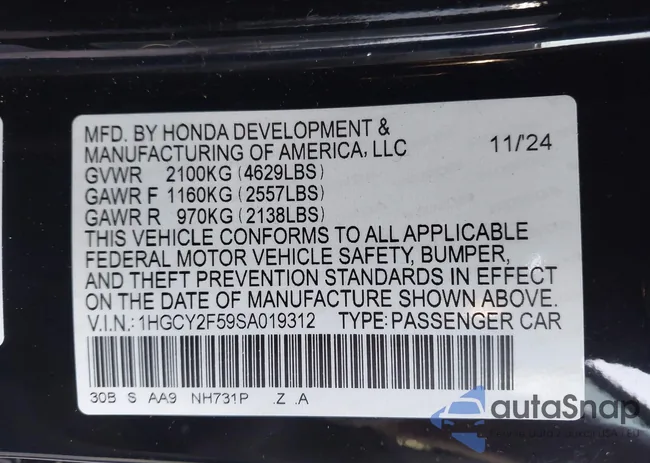 MFD. BY HONDA DEVELOPMENT &
MANUFACTURING OF AMERICA, LLC 11/'24
GVWR 2100KG (4629LBS)
GAWR F 1160KG (2557LBS)
GAWR R 970KG (2138LBS)
THIS VEHICLE CONFORMS TO ALL APPLICABLE
FEDERAL MOTOR VEHICLE SAFETY, BUMPER,
AND THEFT PREVENTION STANDARDS IN EFFECT
ON THE DATE OF MANUFACTURE SHOWN ABOVE.
V.I.N.:1HGCY2F59SA019312 TYPE:PASSENGER CAR
30B S AA9 NH731P .Z .A
autoSnap